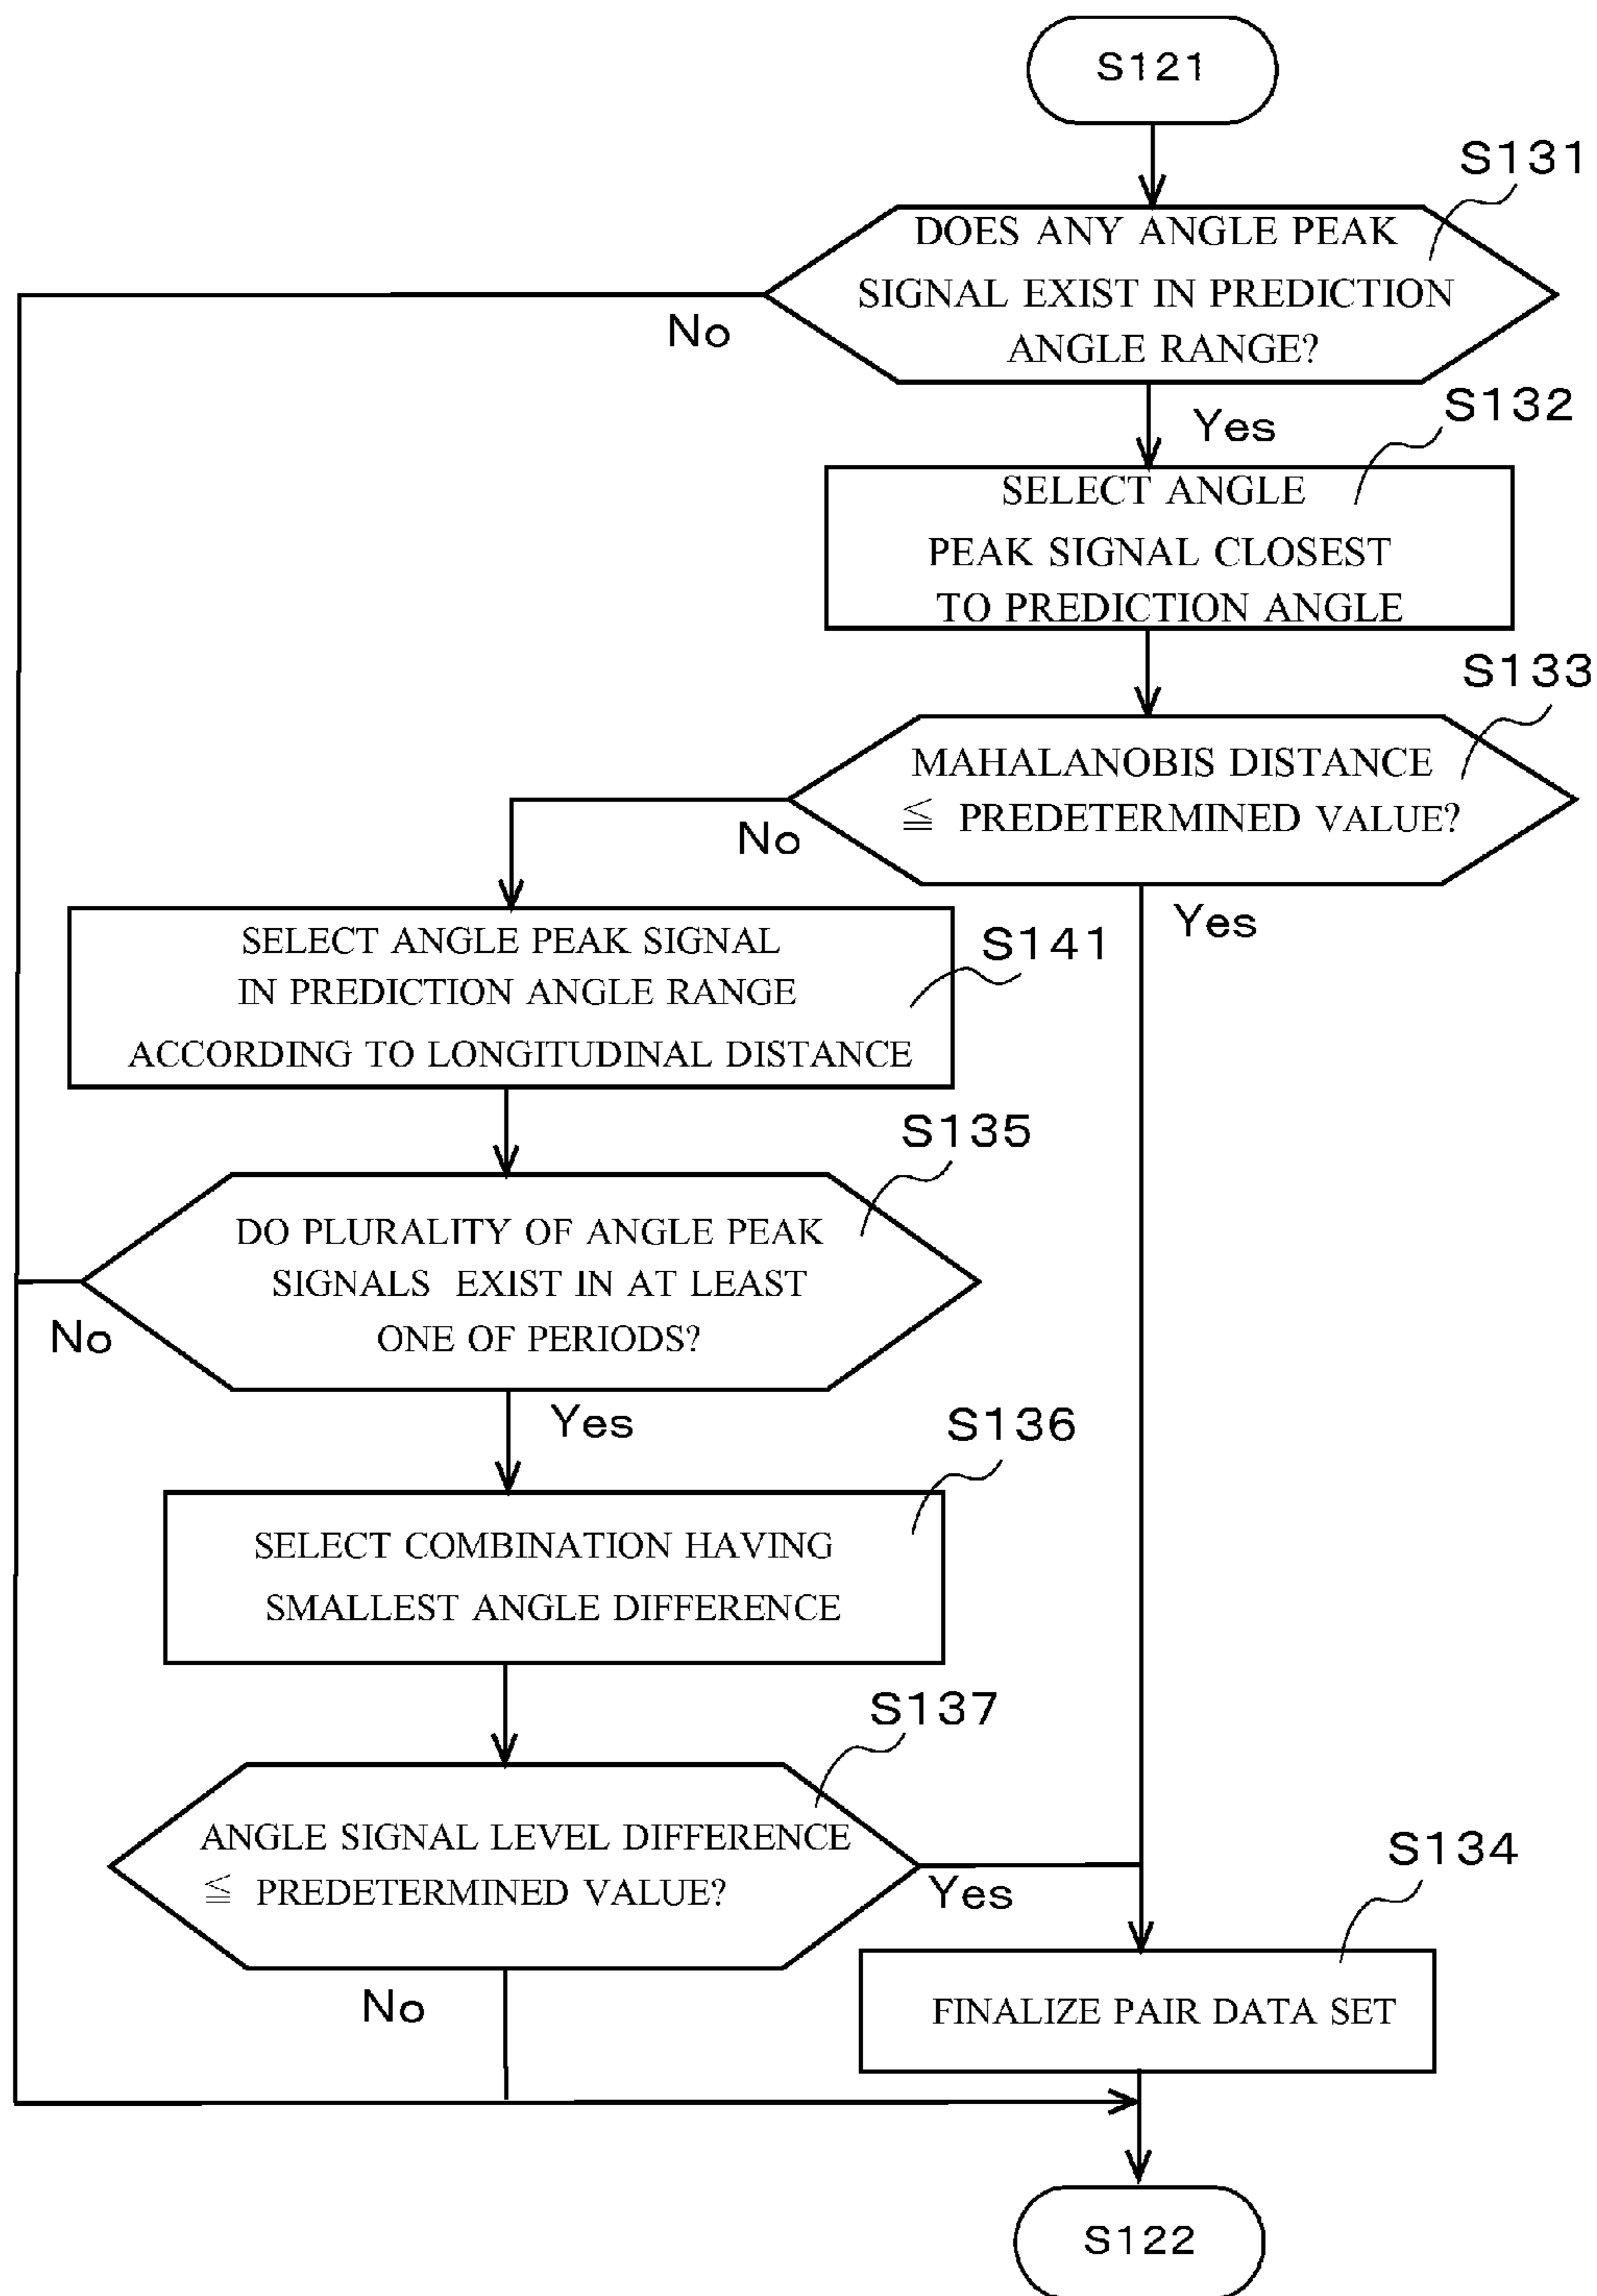 S121
S131
DOES ANY ANGLE PEAK
SIGNAL EXIST IN PREDICTION
ANGLE RANGE?
No
Yes
S132
SELECT ANGLE
PEAK SIGNAL CLOSEST
TO PREDICTION ANGLE
S133
MAHALANOBIS DISTANCE
≦ PREDETERMINED VALUE?
No
Yes
S141
SELECT ANGLE PEAK SIGNAL
IN PREDICTION ANGLE RANGE
ACCORDING TO LONGITUDINAL DISTANCE
S135
DO PLURALITY OF ANGLE PEAK
SIGNALS EXIST IN AT LEAST
ONE OF PERIODS?
No
Yes
S136
SELECT COMBINATION HAVING
SMALLEST ANGLE DIFFERENCE
S137
ANGLE SIGNAL LEVEL DIFFERENCE
≦ PREDETERMINED VALUE?
Yes
No
S134
FINALIZE PAIR DATA SET
S122